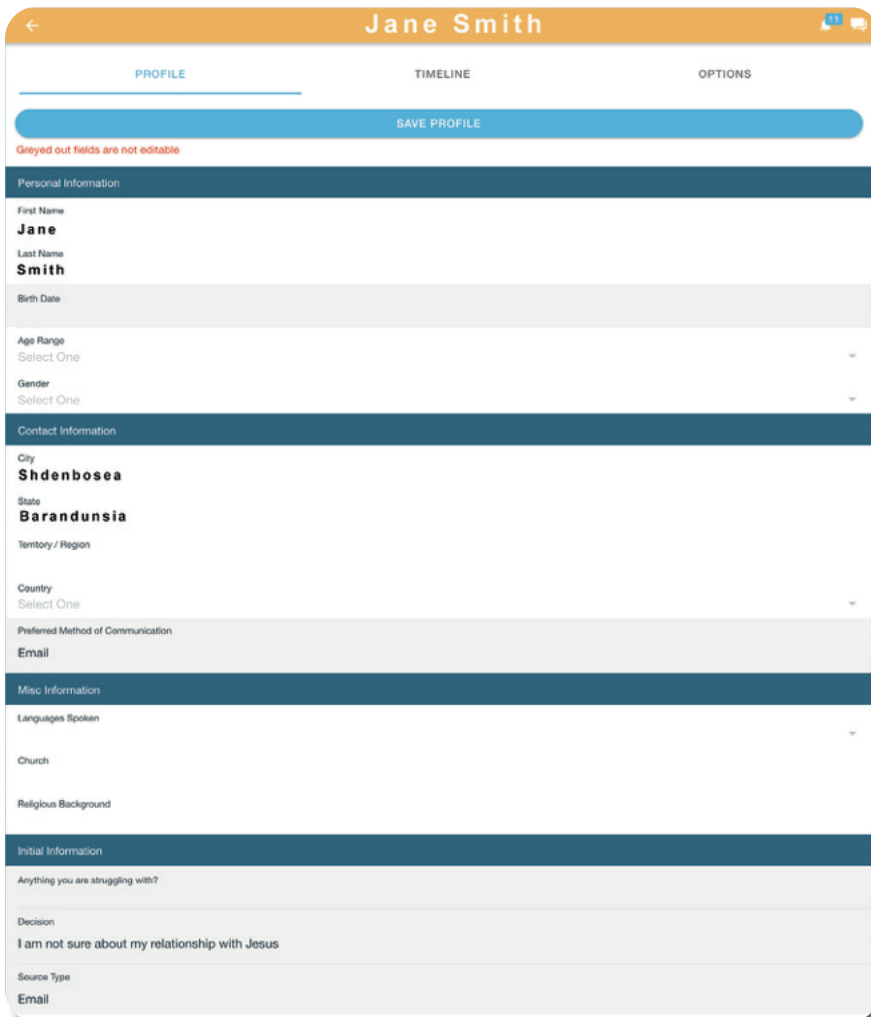 Jane Smith
11
PROFILE TIMELINE OPTIONS
SAVE PROFILE
Greyed out fields are not editable
Personal Information
First Name
Jane
Last Name
Smith
Birth Date
Age Range
Select One
Gender
Select One
Contact Information
City
Shdenbosea
State
Barandunsia
Territory / Region
Country
Select One
Preferred Method of Communication
Email
Misc Information
Languages Spoken
Church
Religious Background
Initial Information
Anything you are struggling with?
Decision
I am not sure about my relationship with Jesus
Source Type
Email